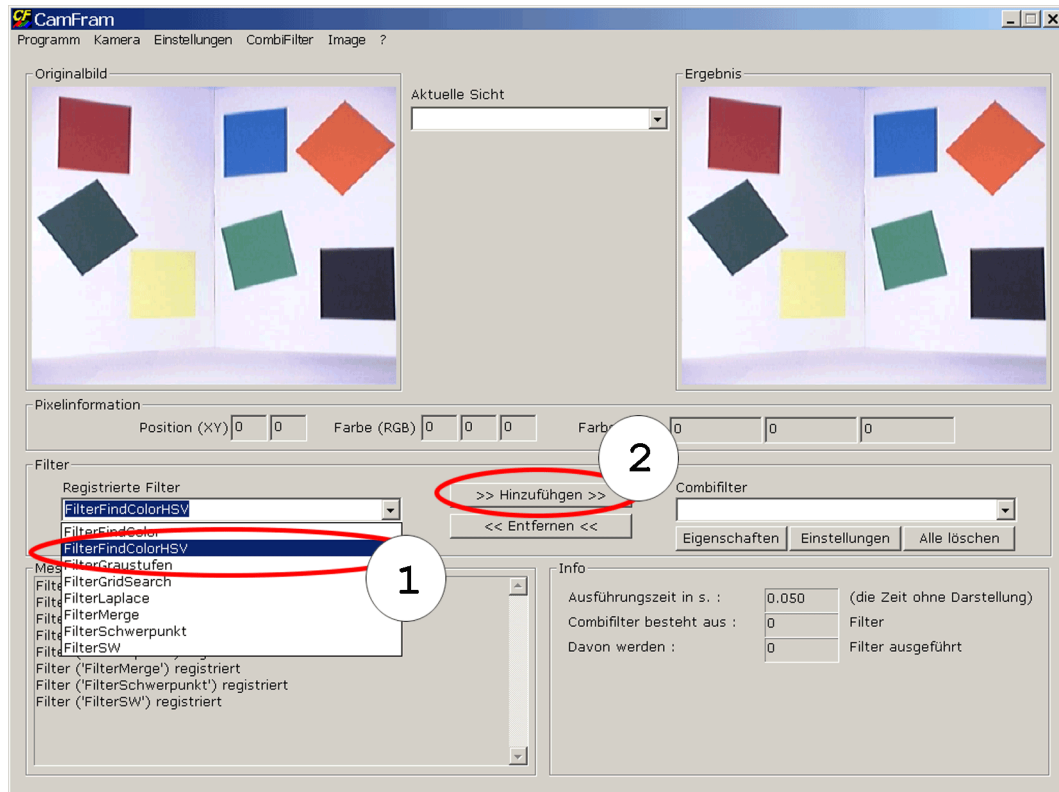 CF CamFram
Programm Kamera Einstellungen CombiFilter Image ?
Originalbild
Aktuelle Sicht
Ergebnis
Pixelinformation
Position (XY) 0 0 Farbe (RGB) 0 0 0 Farbe 0 0 0
Filter
Registrierte Filter
FilterFindColorHSV
>> Hinzufühgen >>
<< Entfernen <<
2
Combifilter
Eigenschaften Einstellungen Alle löschen
FilterFindColor
FilterFindColorHSV
FilterGraustufen
FilterGridSearch
FilterLaplace
FilterMerge
FilterSchwerpunkt
FilterSW
1
Filter ('FilterMerge') registriert
Filter ('FilterSchwerpunkt') registriert
Filter ('FilterSW') registriert
Info
Ausführungszeit in s. : 0.050 (die Zeit ohne Darstellung)
Combifilter besteht aus : 0 Filter
Davon werden : 0 Filter ausgeführt